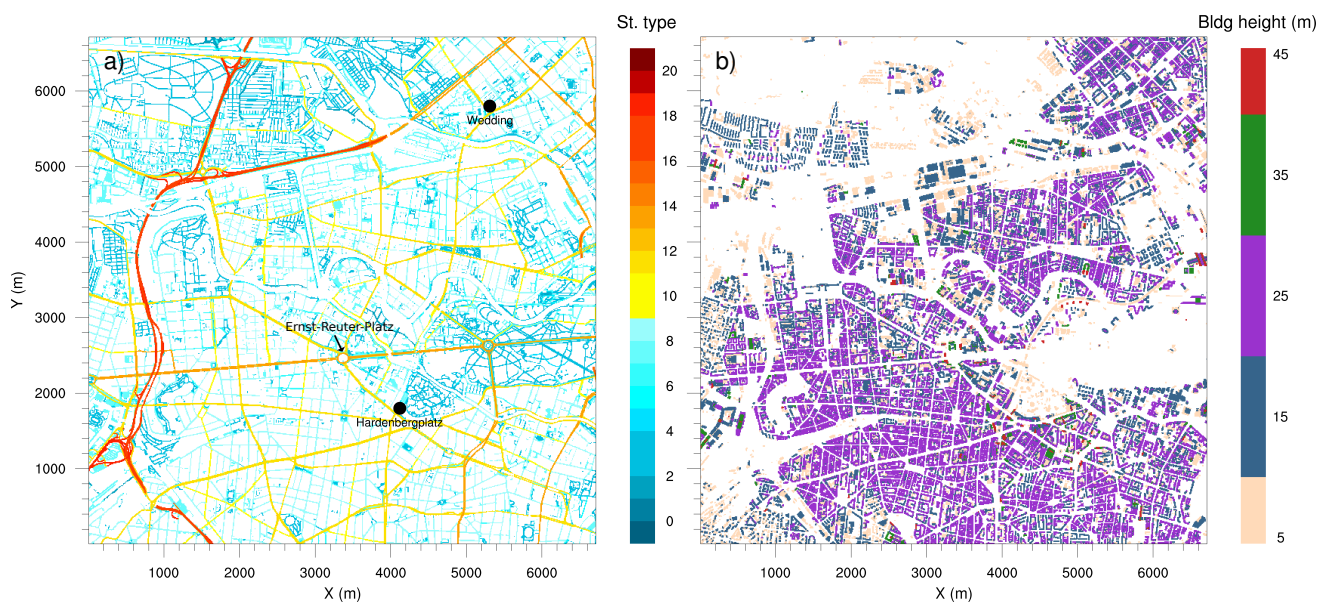 St. type
Bldg height (m)
a)
b)
Wedding
Ernst-Reuter-Platz
Hardenbergplatz
Y (m)
6000
5000
4000
3000
2000
1000
1000 2000 3000 4000 5000 6000
X (m)
20
18
16
14
12
10
8
6
4
2
0
1000 2000 3000 4000 5000 6000
X (m)
45
35
25
15
5